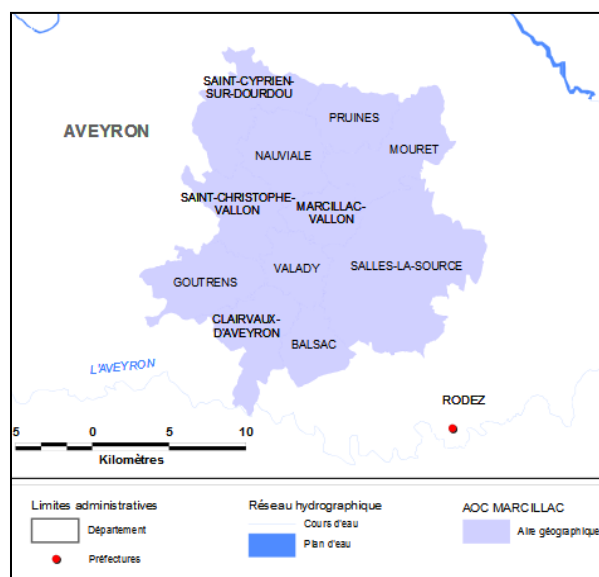 SAINT-CYPRIEN-
SUR-DOURDOU
PRUINES
AVEYRON
MOURET
NAUVIALE
SAINT-CHRISTOPHE-
VALLON
MARCILLAC-
VALLON
VALADY
SALLES-LA-SOURCE
GOUTRENS
CLAIRVAUX-
D'AVEYRON
BALSAC
L'AVEYRON
RODEZ
5 0 5 10
Kilomètres
Limites administratives
Département
Préfectures
Réseau hydrographique
Cours d'eau
Plan d'eau
AOC MARCILLAC
Aire géographique